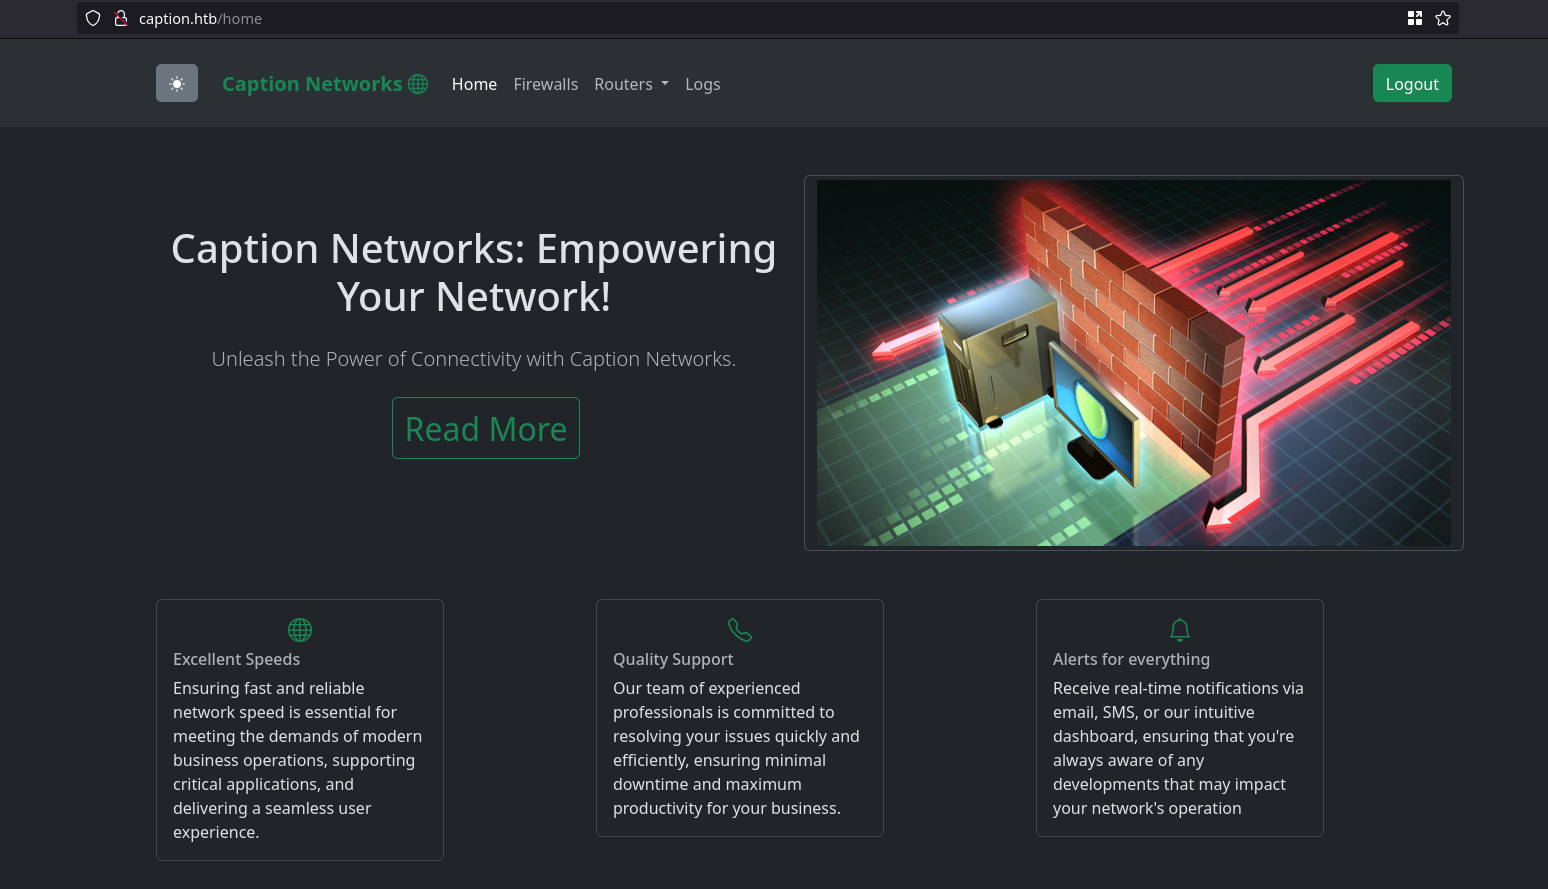 caption.htb/home
Caption Networks Home Firewalls Routers Logs Logout
Caption Networks: Empowering
Your Network!
Unleash the Power of Connectivity with Caption Networks.
Read More
Excellent Speeds
Ensuring fast and reliable
network speed is essential for
meeting the demands of modern
business operations, supporting
critical applications, and
delivering a seamless user
experience.
Quality Support
Our team of experienced
professionals is committed to
resolving your issues quickly and
efficiently, ensuring minimal
downtime and maximum
productivity for your business.
Alerts for everything
Receive real-time notifications via
email, SMS, or our intuitive
dashboard, ensuring that you're
always aware of any
developments that may impact
your network's operation